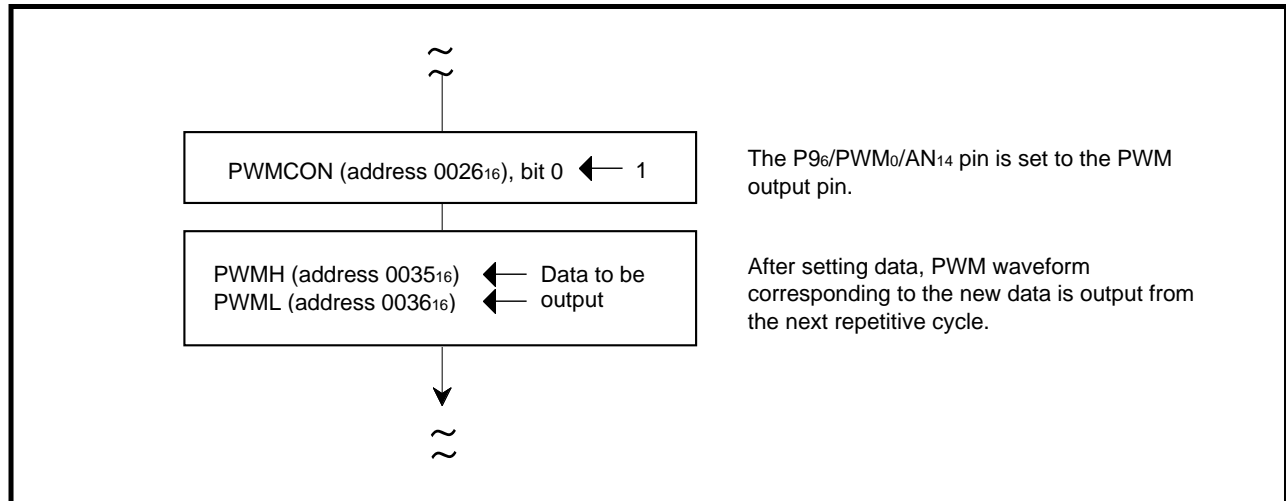 PWMCON (address 0026₁₆), bit 0 ← 1
The P9₆/PWM₀/AN₁₄ pin is set to the PWM
output pin.
PWMH (address 0035₁₆) ← Data to be
PWML (address 0036₁₆) ← output
After setting data, PWM waveform
corresponding to the new data is output from
the next repetitive cycle.